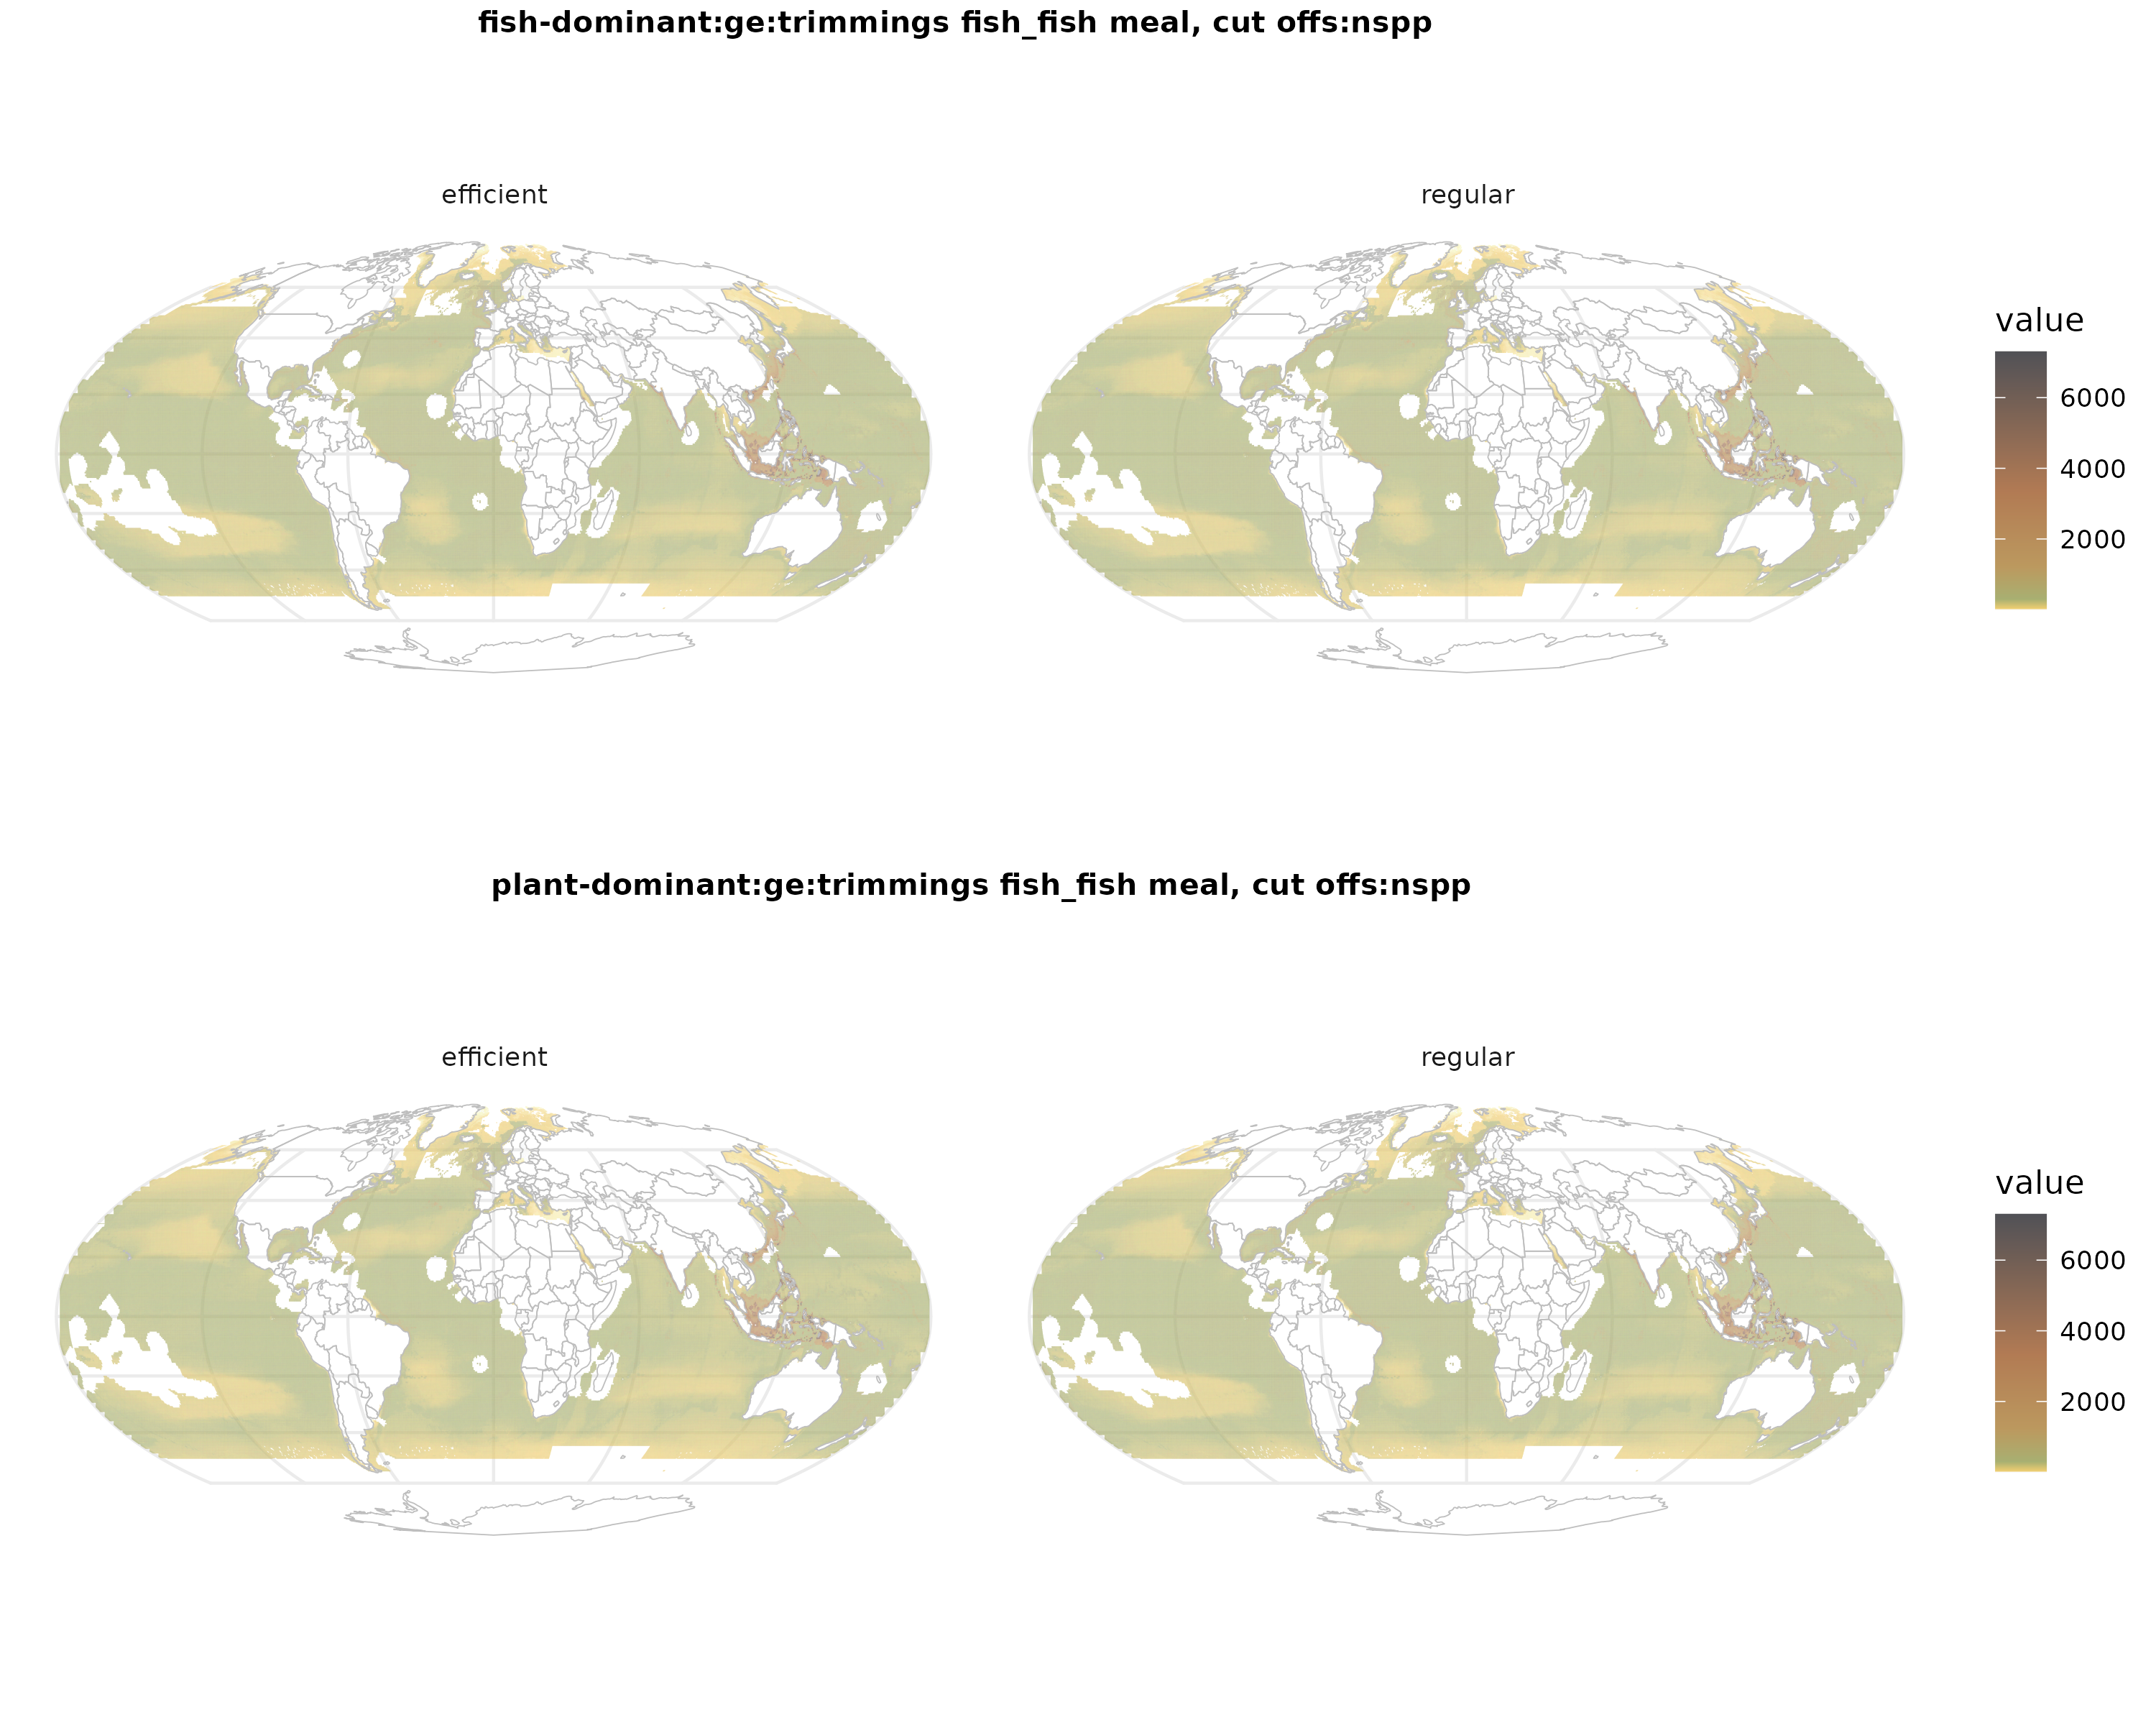 fish-dominant:ge:trimmings fish_fish meal, cut offs:nspp
efficient
regular
value
6000
4000
2000
plant-dominant:ge:trimmings fish_fish meal, cut offs:nspp
efficient
regular
value
6000
4000
2000